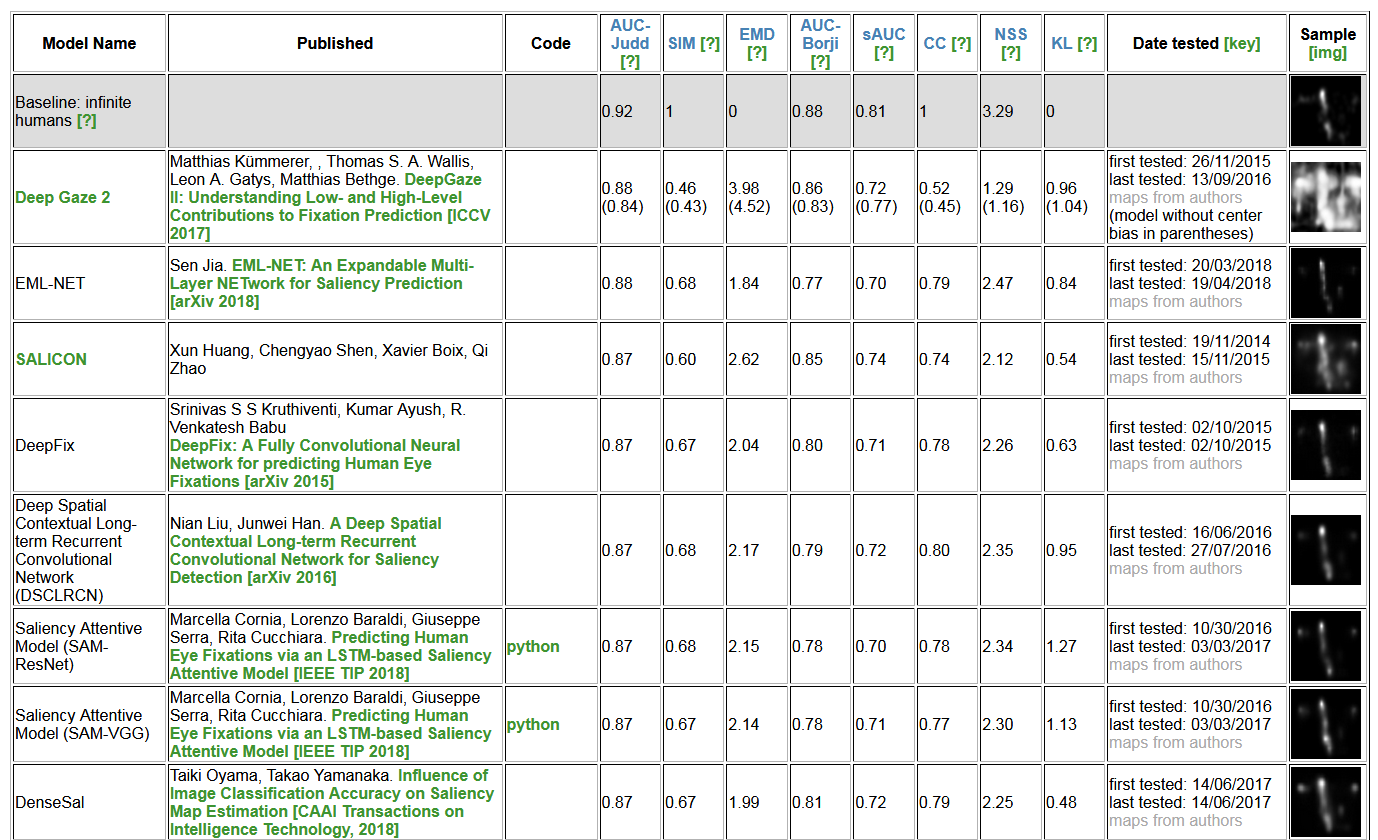 Model Name Published Code AUC-Judd [?] SIM [?] EMD [?] AUC-Borji [?] sAUC [?] CC [?] NSS [?] KL [?] Date tested [key] Sample [img]
Baseline: infinite
humans [?]
0.92 1 0 0.88 0.81 1 3.29 0
Deep Gaze 2
Matthias Kümmerer, , Thomas S. A. Wallis,
Leon A. Gatys, Matthias Bethge. DeepGaze
II: Understanding Low- and High-Level
Contributions to Fixation Prediction [ICCV
2017]
0.88 0.46 3.98 0.86 0.72 0.52 1.29 0.96
(0.84) (0.43) (4.52) (0.83) (0.77) (0.45) (1.16) (1.04)
first tested: 26/11/2015
last tested: 13/09/2016
maps from authors
(model without center
bias in parentheses)
EML-NET
Sen Jia. EML-NET: An Expandable Multi-
Layer NETwork for Saliency Prediction
[arXiv 2018]
0.88 0.68 1.84 0.77 0.70 0.79 2.47 0.84
first tested: 20/03/2018
last tested: 19/04/2018
maps from authors
SALICON
Xun Huang, Chengyao Shen, Xavier Boix, Qi
Zhao
0.87 0.60 2.62 0.85 0.74 0.74 2.12 0.54
first tested: 19/11/2014
last tested: 15/11/2015
maps from authors
DeepFix
Srinivas S S Kruthiventi, Kumar Ayush, R.
Venkatesh Babu
DeepFix: A Fully Convolutional Neural
Network for predicting Human Eye
Fixations [arXiv 2015]
0.87 0.67 2.04 0.80 0.71 0.78 2.26 0.63
first tested: 02/10/2015
last tested: 02/10/2015
maps from authors
Deep Spatial
Contextual Long-
term Recurrent
Convolutional
Network
(DSCLRCN)
Nian Liu, Junwei Han. A Deep Spatial
Contextual Long-term Recurrent
Convolutional Network for Saliency
Detection [arXiv 2016]
0.87 0.68 2.17 0.79 0.72 0.80 2.35 0.95
first tested: 16/06/2016
last tested: 27/07/2016
maps from authors
Saliency Attentive
Model (SAM-
ResNet)
Marcella Cornia, Lorenzo Baraldi, Giuseppe
Serra, Rita Cucchiara. Predicting Human
Eye Fixations via an LSTM-based Saliency
Attentive Model [IEEE TIP 2018]
python
0.87 0.68 2.15 0.78 0.70 0.78 2.34 1.27
first tested: 10/30/2016
last tested: 03/03/2017
maps from authors
Saliency Attentive
Model (SAM-VGG)
Marcella Cornia, Lorenzo Baraldi, Giuseppe
Serra, Rita Cucchiara. Predicting Human
Eye Fixations via an LSTM-based Saliency
Attentive Model [IEEE TIP 2018]
python
0.87 0.67 2.14 0.78 0.71 0.77 2.30 1.13
first tested: 10/30/2016
last tested: 03/03/2017
maps from authors
DenseSal
Taiki Oyama, Takao Yamanaka. Influence of
Image Classification Accuracy on Saliency
Map Estimation [CAAI Transactions on
Intelligence Technology, 2018]
0.87 0.67 1.99 0.81 0.72 0.79 2.25 0.48
first tested: 14/06/2017
last tested: 14/06/2017
maps from authors